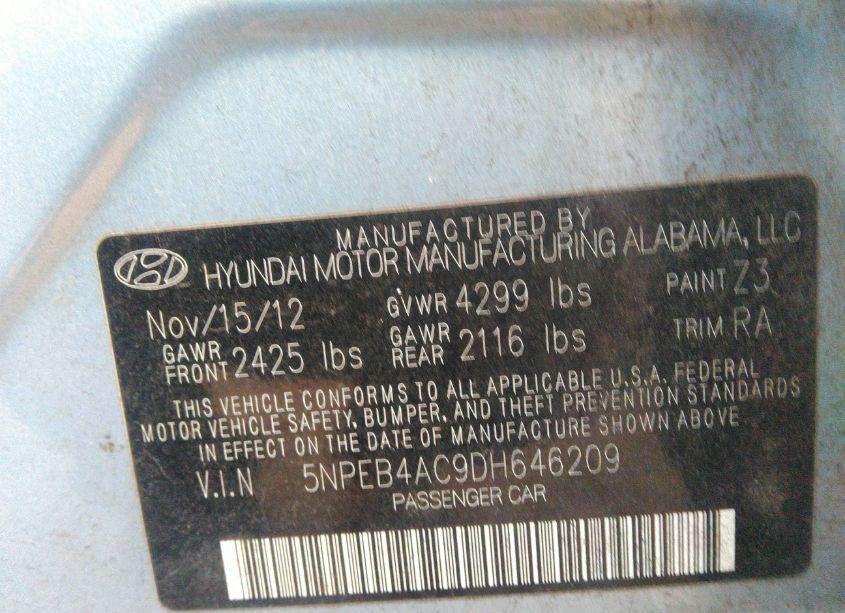 MANUFACTURED BY
HYUNDAI MOTOR MANUFACTURING ALABAMA, LLC
Nov/15/12 GVWR 4299 lbs PAINT Z3
GAWR FRONT 2425 lbs GAWR REAR 2116 lbs TRIM RA
THIS VEHICLE CONFORMS TO ALL APPLICABLE U.S.A. FEDERAL
MOTOR VEHICLE SAFETY, BUMPER, AND THEFT PREVENTION STANDARDS
IN EFFECT ON THE DATE OF MANUFACTURE SHOWN ABOVE
V.I.N 5NPEB4AC9DH646209
PASSENGER CAR